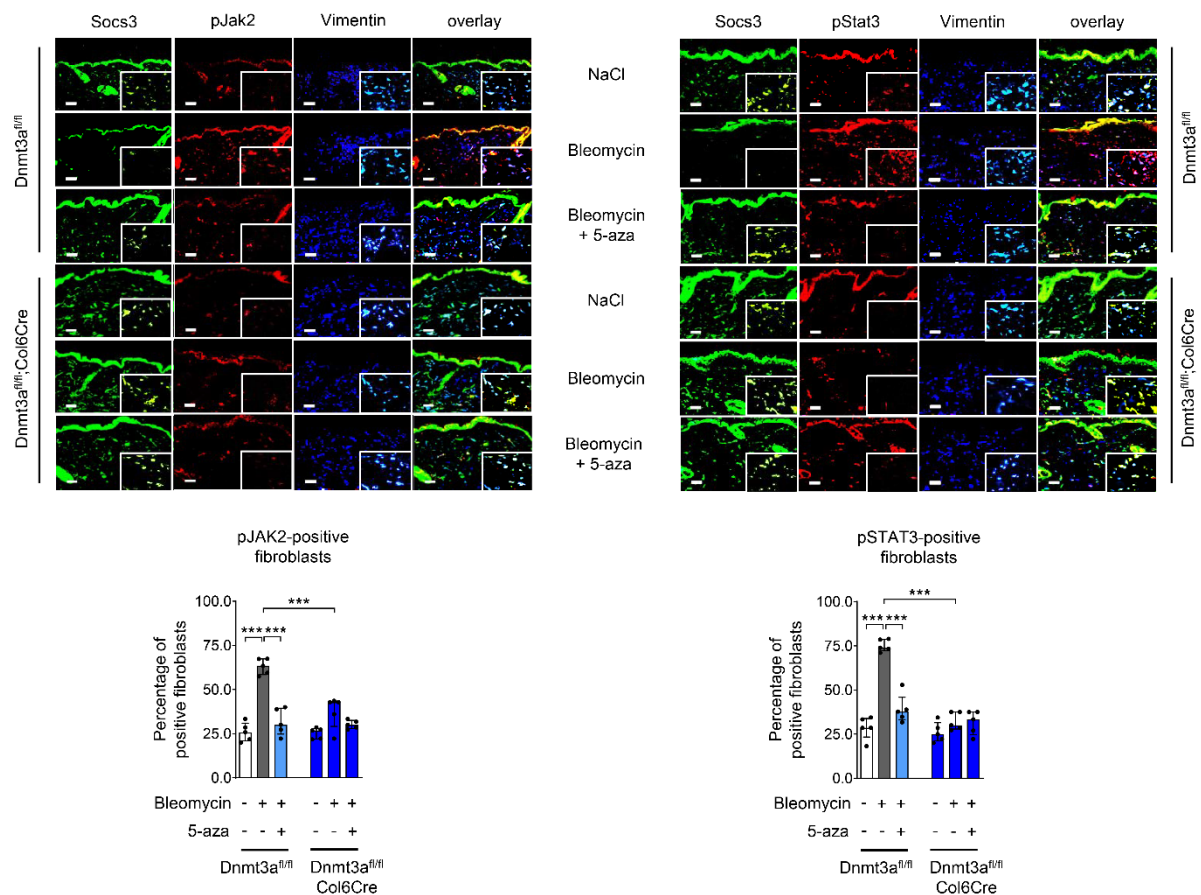 Socs3 pJak2 Vimentin overlay
Socs3 pStat3 Vimentin overlay
Dnmt3afl/fl
Dnmt3afl/fl;Col6Cre
NaCl
Bleomycin
Bleomycin
+ 5-aza
NaCl
Bleomycin
Bleomycin
+ 5-aza
Dnmt3afl/fl
Dnmt3afl/fl;Col6Cre
pJAK2-positive
fibroblasts
***
*** ***
Percentage of
positive fibroblasts
100.0
75.0
50.0
25.0
0.0
Bleomycin - + + - + +
5-aza - - + - - +
Dnmt3afl/fl Dnmt3afl/fl
Col6Cre
pSTAT3-positive
fibroblasts
***
*** ***
Percentage of
positive fibroblasts
100.0
75.0
50.0
25.0
0.0
Bleomycin - + + - + +
5-aza - - + - - +
Dnmt3afl/fl Dnmt3afl/fl
Col6Cre